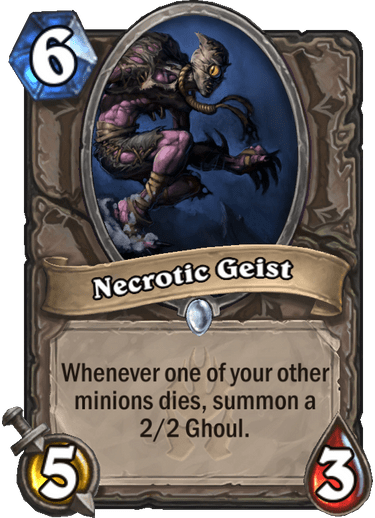 6
Necrotic Geist
Whenever one of your other
minions dies, summon a
2/2 Ghoul.
5
3